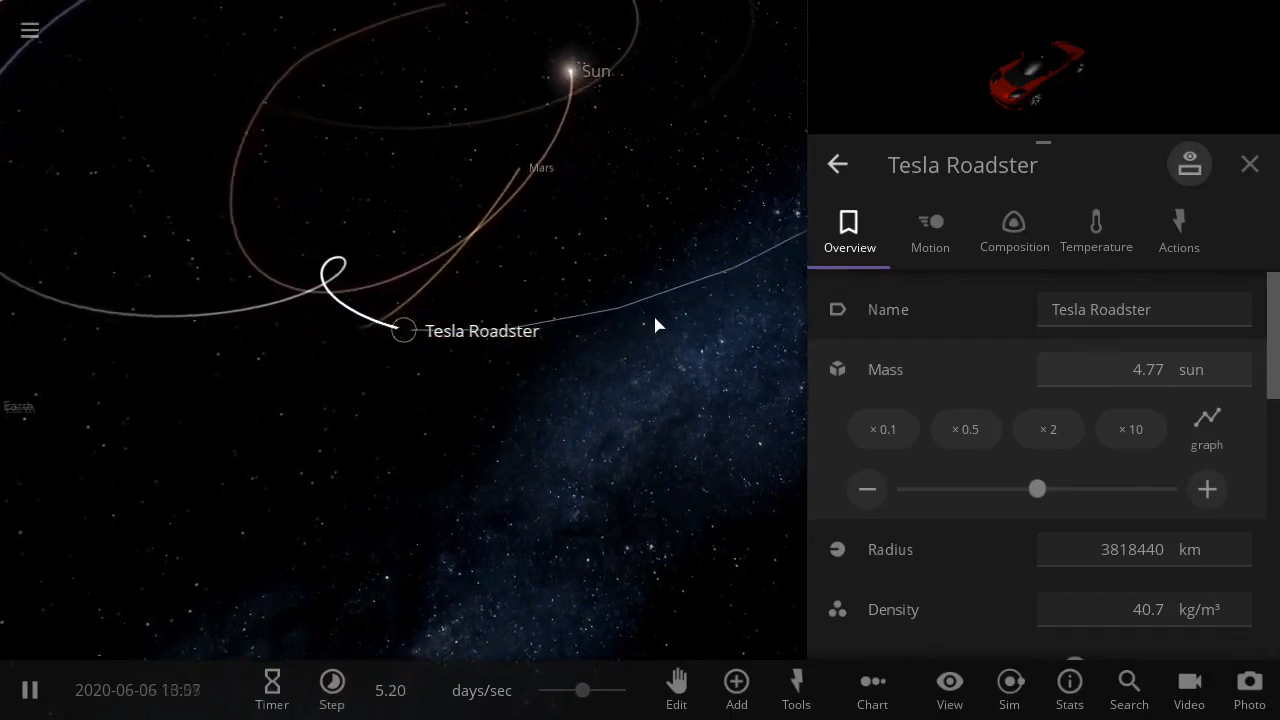 Sun
Mars
Tesla Roadster
Earth
Tesla Roadster
Overview
Motion
Composition
Temperature
Actions
Name Tesla Roadster
Mass 4.77 sun
× 0.1 × 0.5 × 2 × 10
graph
Radius 3818440 km
Density 40.7 kg/m³
2020-06-06
Timer
Step
5.20 days/sec
Edit
Add
Tools
Chart
View
Sim
Stats
Search
Video
Photo